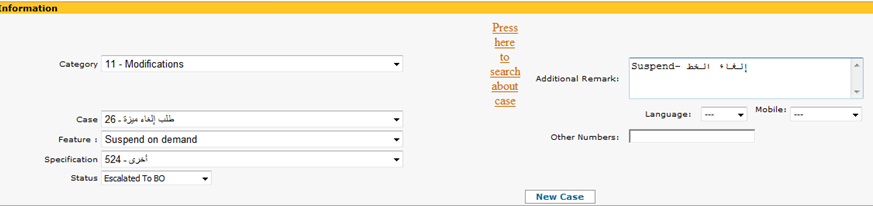 Information
Category 11 - Modifications
Press
here
to
search
about
case
Additional Remark: Suspend- إلغاء الخط
Case 26 - طلب إلغاء ميزة
Language: --- Mobile: ---
Feature : Suspend on demand
Other Numbers:
Specification 524 - أخرى
Status Escalated To BO
New Case